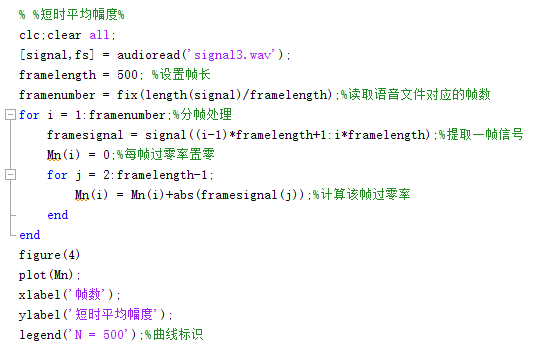 % %短时平均幅度%
clc;clear all;
[signal,fs] = audioread('signal3.wav');
framelength = 500; %设置帧长
framenumber = fix(length(signal)/framelength);%读取语音文件对应的帧数
for i = 1:framenumber;%分帧处理
framesignal = signal((i-1)*framelength+1:i*framelength);%提取一帧信号
Mn(i) = 0;%每帧过零率置零
for j = 2:framelength-1;
Mn(i) = Mn(i)+abs(framesignal(j));%计算该帧过零率
end
end
figure(4)
plot(Mn);
xlabel('帧数');
ylabel('短时平均幅度');
legend('N = 500');%曲线标识